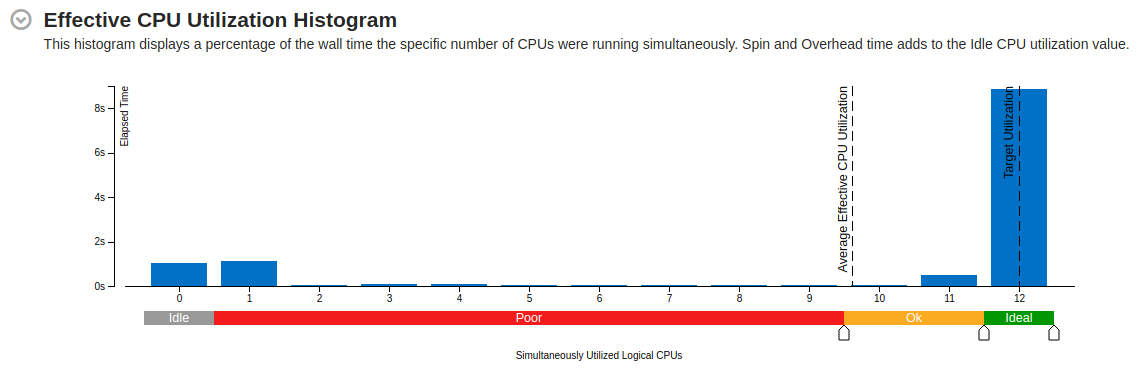 Effective CPU Utilization Histogram
This histogram displays a percentage of the wall time the specific number of CPUs were running simultaneously. Spin and Overhead time adds to the Idle CPU utilization value.
Elapsed Time
8s
6s
4s
2s
0s
Average Effective CPU Utilization
Target Utilization
0 1 2 3 4 5 6 7 8 9 10 11 12
Idle Poor Ok Ideal
Simultaneously Utilized Logical CPUs